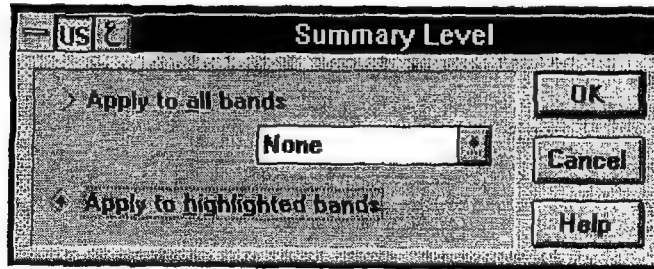 US ? Summary Level
Apply to all bands
OK
None
Cancel
Apply to highlighted bands
Help